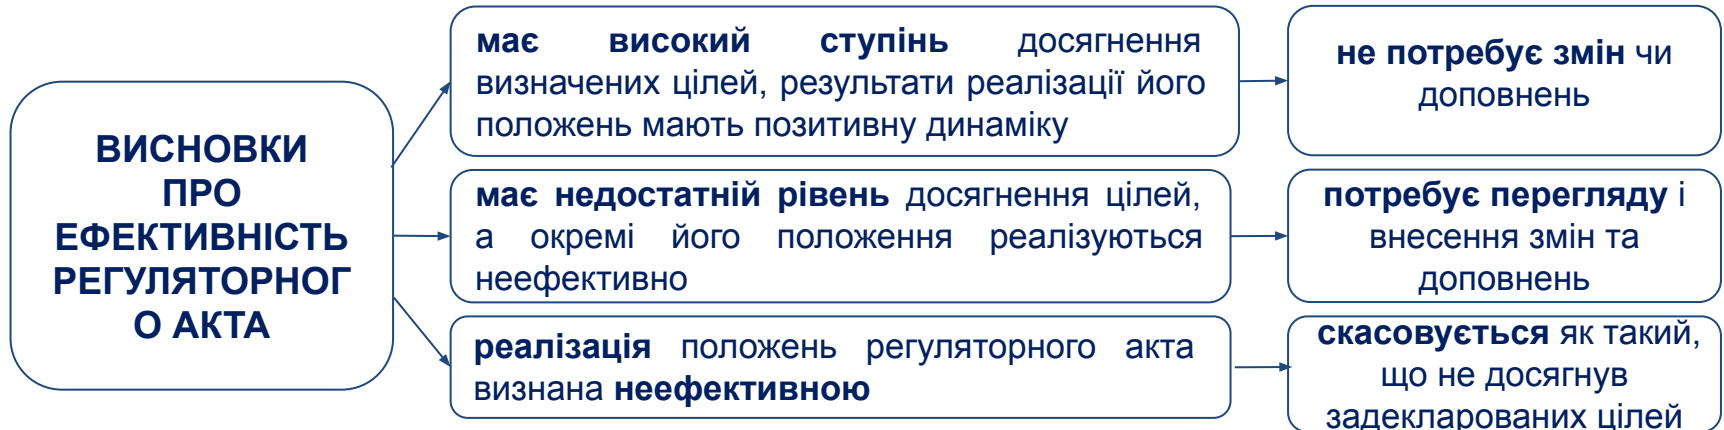 ВИСНОВКИ
ПРО
ЕФЕКТИВНІСТЬ
РЕГУЛЯТОРНОГ
О АКТА
має високий ступінь досягнення
визначених цілей, результати реалізації його
положень мають позитивну динаміку
не потребує змін чи
доповнень
має недостатній рівень досягнення цілей,
а окремі його положення реалізуються
неефективно
потребує перегляду і
внесення змін та
доповнень
реалізація положень регуляторного акта
визнана неефективною
скасовується як такий,
що не досягнув
задекларованих цілей